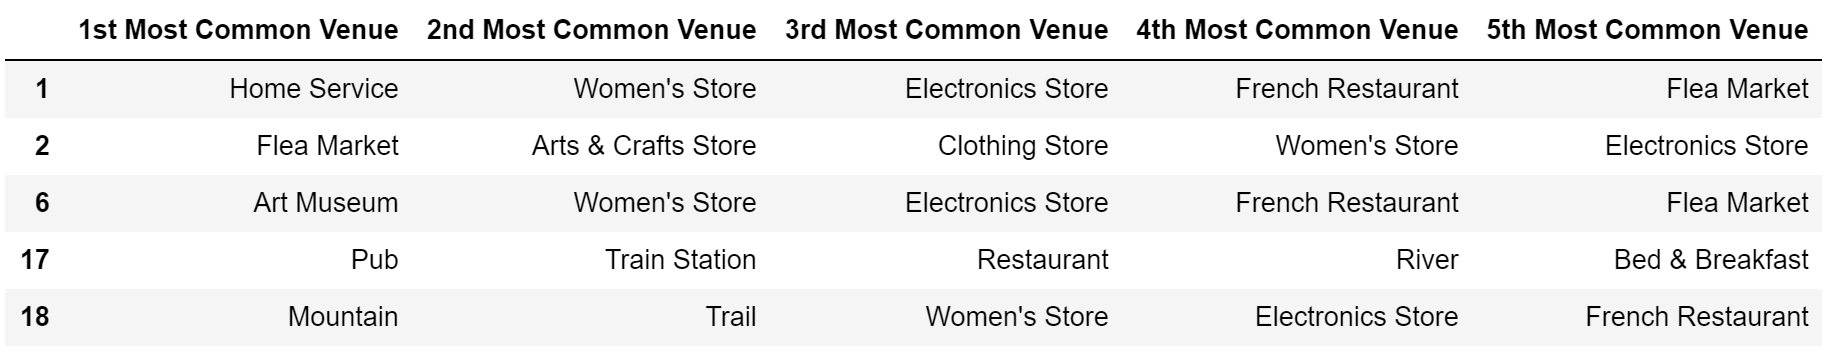 1st Most Common Venue 2nd Most Common Venue 3rd Most Common Venue 4th Most Common Venue 5th Most Common Venue
1 Home Service Women's Store Electronics Store French Restaurant Flea Market
2 Flea Market Arts & Crafts Store Clothing Store Women's Store Electronics Store
6 Art Museum Women's Store Electronics Store French Restaurant Flea Market
17 Pub Train Station Restaurant River Bed & Breakfast
18 Mountain Trail Women's Store Electronics Store French Restaurant